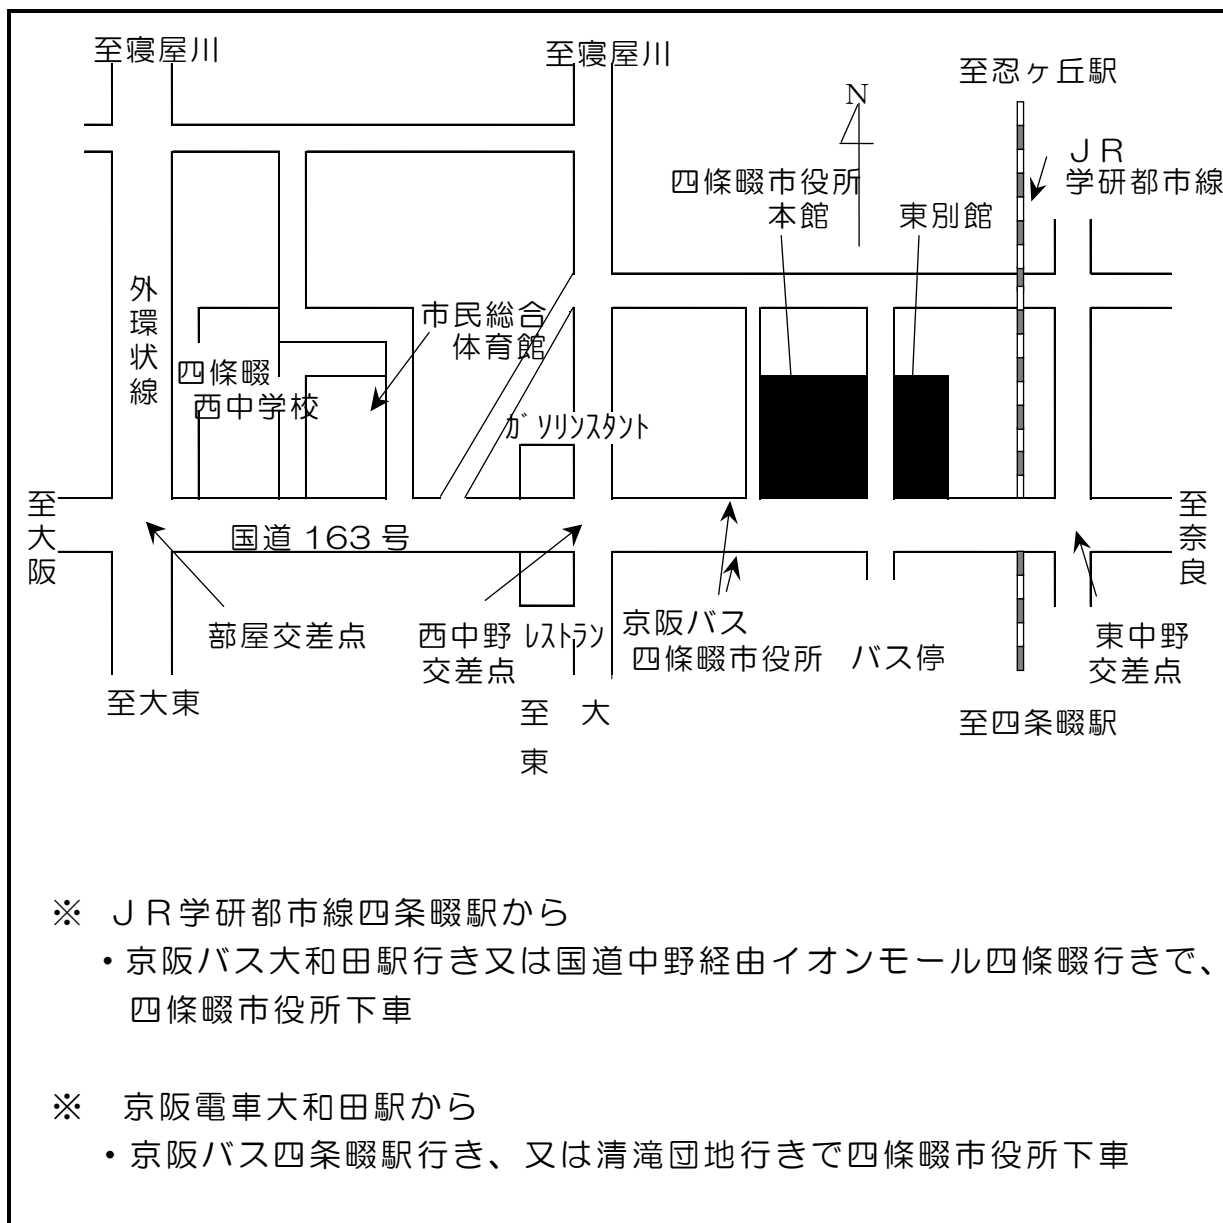 至寝屋川
至寝屋川
至忍ヶ丘駅
N
ＪＲ
学研都市線
四條畷市役所
本館
東別館
外環状線
市民総合
体育館
四條畷
西中学校
ｶﾞｿﾘﾝｽﾀﾝﾄ
至大阪
国道 163 号
至奈良
蔀屋交差点
西中野
交差点
ﾚｽﾄﾗﾝ
京阪バス
四條畷市役所　バス停
東中野
交差点
至大東
至　大
東
至四条畷駅
※　ＪＲ学研都市線四条畷駅から
・京阪バス大和田駅行き又は国道中野経由イオンモール四條畷行きで、
四條畷市役所下車
※　京阪電車大和田駅から
・京阪バス四条畷駅行き、又は清滝団地行きで四條畷市役所下車